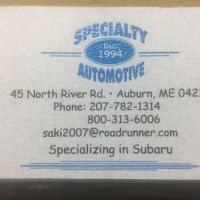 SPECIALTY
Est.
1994
AUTOMOTIVE
45 North River Rd. • Auburn, ME 042
Phone: 207-782-1314
800-313-6006
saki2007@roadrunner.com
Specializing in Subaru